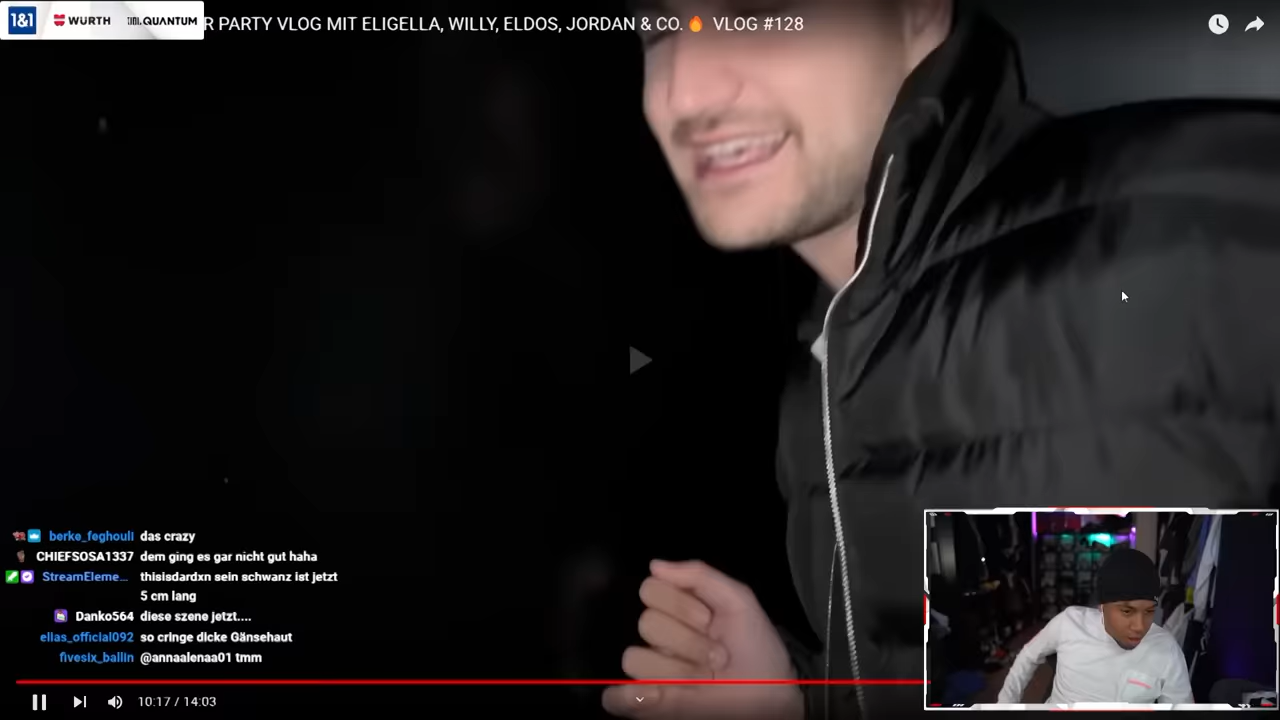 1&1 WÜRTH UHLQUANTUM R PARTY VLOG MIT ELIGELLA, WILLY, ELDOS, JORDAN & CO.🔥 VLOG #128
berke_feghouli das crazy
CHIEFSOSA1337 dem ging es gar nicht gut haha
StreamEleme... thisisdardxn sein schwanz ist jetzt
5 cm lang
Danko564 diese szene jetzt....
elias_official092 so cringe dicke Gänsehaut
fivesix_ballin @annaalenaa01 tmm
10:17 / 14:03